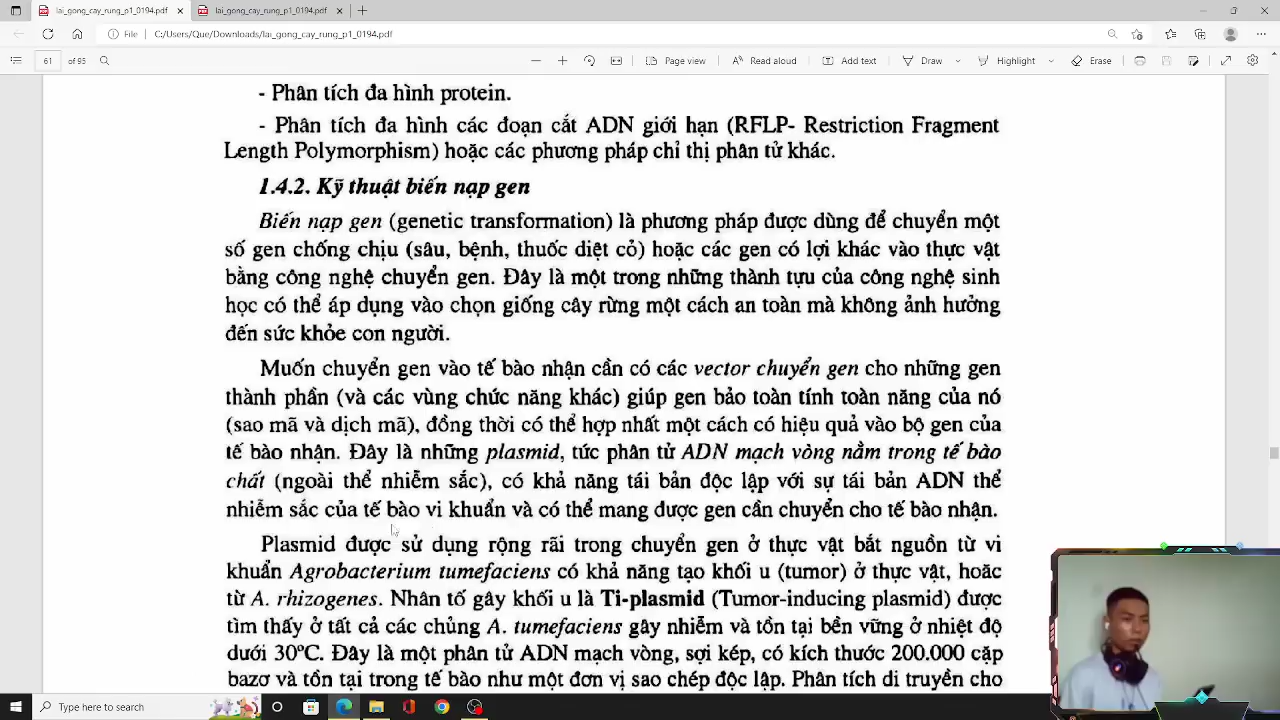 lai_gong_cay_rung_p1_0194.pdf
lai_gong_cay_rung_p1_0194.pdf
File
C:/Users/Que/Downloads/lai_gong_cay_rung_p1_0194.pdf
61 of 95
Page view
Read aloud
Add text
Draw
Highlight
Erase
- Phân tích đa hình protein.
- Phân tích đa hình các đoạn cắt ADN giới hạn (RFLP- Restriction Fragment
Length Polymorphism) hoặc các phương pháp chỉ thị phân tử khác.
1.4.2. Kỹ thuật biến nạp gen
Biến nạp gen (genetic transformation) là phương pháp được dùng để chuyển một
số gen chống chịu (sâu, bệnh, thuốc diệt cỏ) hoặc các gen có lợi khác vào thực vật
bằng công nghệ chuyển gen. Đây là một trong những thành tựu của công nghệ sinh
học có thể áp dụng vào chọn giống cây rừng một cách an toàn mà không ảnh hưởng
đến sức khỏe con người.
Muốn chuyển gen vào tế bào nhận cần có các vector chuyển gen cho những gen
thành phần (và các vùng chức năng khác) giúp gen bảo toàn tính toàn năng của nó
(sao mã và dịch mã), đồng thời có thể hợp nhất một cách có hiệu quả vào bộ gen của
tế bào nhận. Đây là những plasmid, tức phân tử ADN mạch vòng nằm trong tế bào
chất (ngoài thể nhiễm sắc), có khả năng tái bản độc lập với sự tái bản ADN thể
nhiễm sắc của tế bào vi khuẩn và có thể mang được gen cần chuyển cho tế bào nhận.
Plasmid được sử dụng rộng rãi trong chuyển gen ở thực vật bắt nguồn từ vi
khuẩn Agrobacterium tumefaciens có khả năng tạo khối u (tumor) ở thực vật, hoăc
từ A. rhizogenes. Nhân tố gây khối u là Ti-plasmid (Tumor-inducing plasmid) được
tìm thấy ở tất cả các chủng A. tumefaciens gây nhiễm và tồn tại bền vững ở nhiệt độ
dưới 30ºC. Đây là một phân tử ADN mạch vòng, sợi kép, có kích thước 200.000 cặp
bazơ và tồn tại trong tế bào như một đơn vị sao chép độc lập. Phân tích di truyền cho
Type here to search